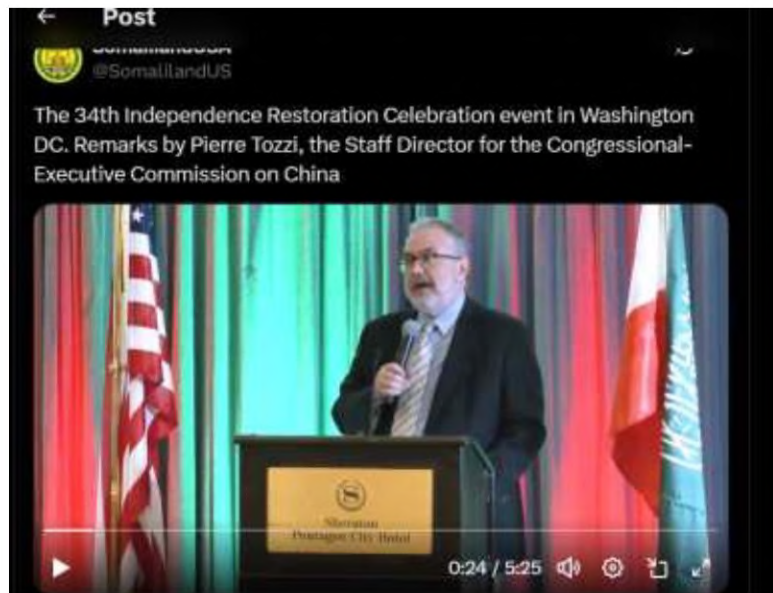 Post
@SomalilandUS
The 34th Independence Restoration Celebration event in Washington
DC. Remarks by Pierre Tozzi, the Staff Director for the Congressional-
Executive Commission on China
S
Sheraton
Pentagon City Hotel
0:24 / 5:25